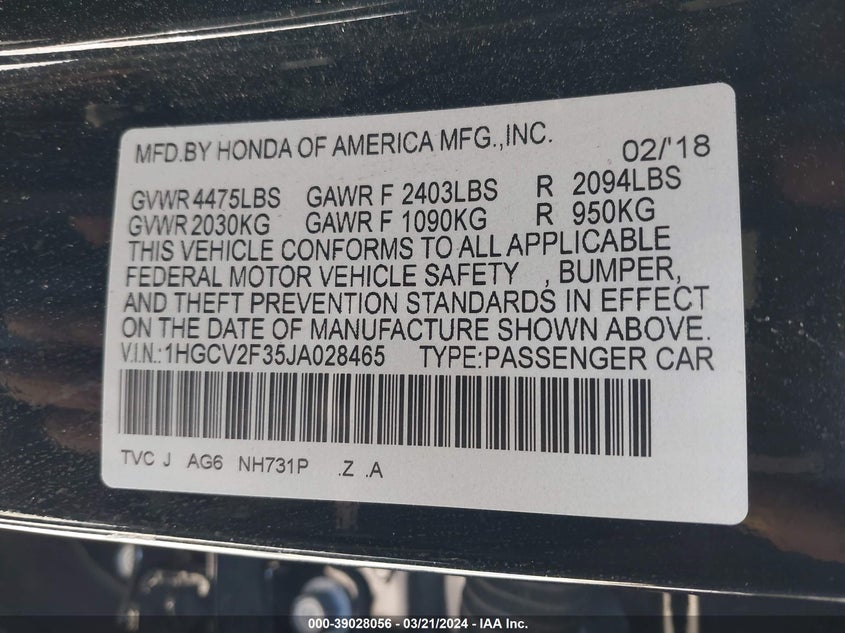 MFD.BY HONDA OF AMERICA MFG.,INC. 02/'18
GVWR 4475LBS GAWR F 2403LBS R 2094LBS
GVWR 2030KG GAWR F 1090KG R 950KG
THIS VEHICLE CONFORMS TO ALL APPLICABLE
FEDERAL MOTOR VEHICLE SAFETY , BUMPER,
AND THEFT PREVENTION STANDARDS IN EFFECT
ON THE DATE OF MANUFACTURE SHOWN ABOVE.
V.I.N.:1HGCV2F35JA028465 TYPE:PASSENGER CAR
TVC J AG6 NH731P .Z .A
000-39028056 — 03/21/2024 — IAA Inc.